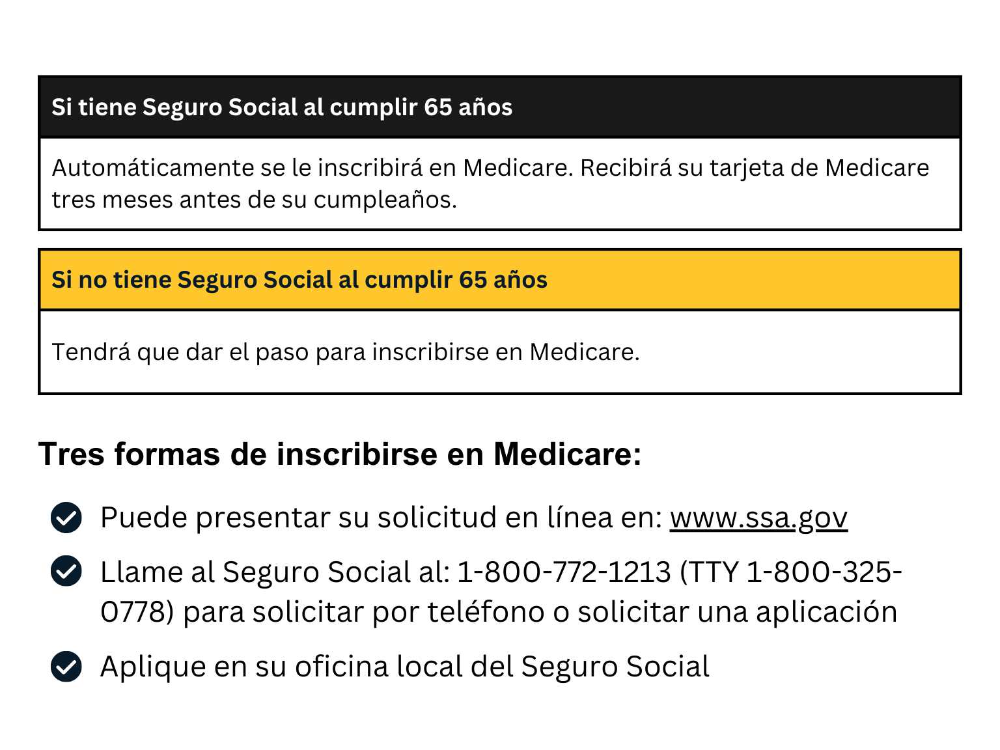 Si tiene Seguro Social al cumplir 65 años
Automáticamente se le inscribirá en Medicare. Recibirá su tarjeta de Medicare
tres meses antes de su cumpleaños.
Si no tiene Seguro Social al cumplir 65 años
Tendrá que dar el paso para inscribirse en Medicare.
Tres formas de inscribirse en Medicare:
Puede presentar su solicitud en línea en: www.ssa.gov
Llame al Seguro Social al: 1-800-772-1213 (TTY 1-800-325-
0778) para solicitar por teléfono o solicitar una aplicación
Aplique en su oficina local del Seguro Social